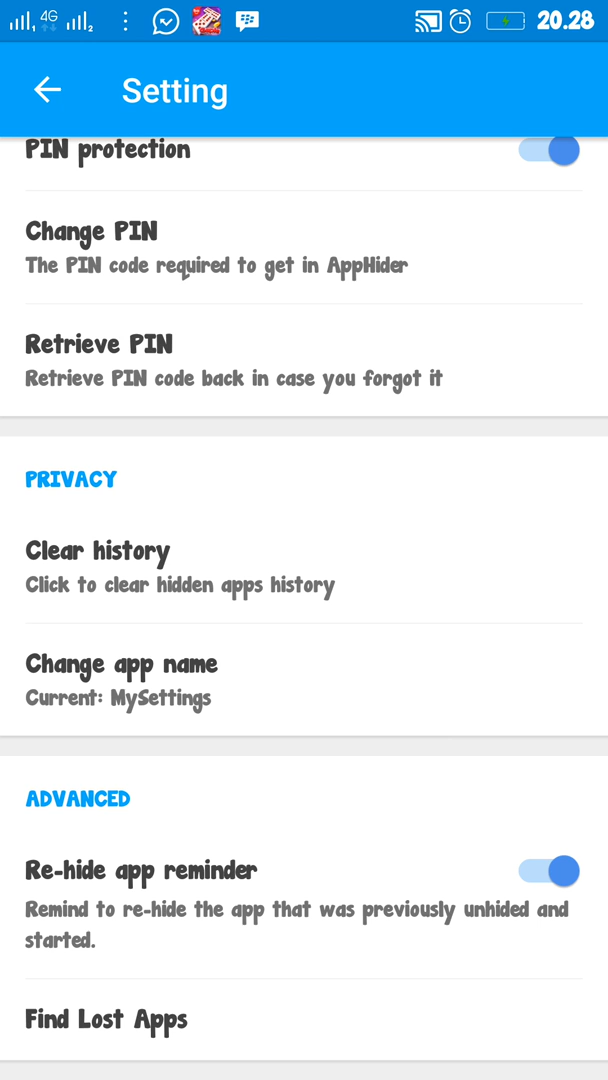 4G 20.28
Setting
PIN protection
Change PIN
The PIN code required to get in AppHider
Retrieve PIN
Retrieve PIN code back in case you forgot it
PRIVACY
Clear history
Click to clear hidden apps history
Change app name
Current: MySettings
ADVANCED
Re-hide app reminder
Remind to re-hide the app that was previously unhided and
started.
Find Lost Apps